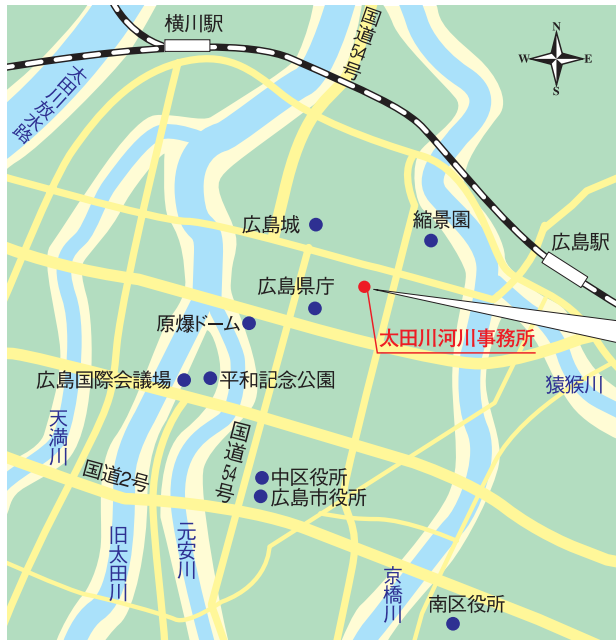 横川駅
国道54号
N
W
E
S
太田川放水路
広島城
縮景園
広島駅
広島県庁
原爆ドーム
太田川河川事務所
広島国際会議場
平和記念公園
猿猴川
天満川
国道54号
国道2号
中区役所
広島市役所
旧太田川
元安川
京橋川
南区役所